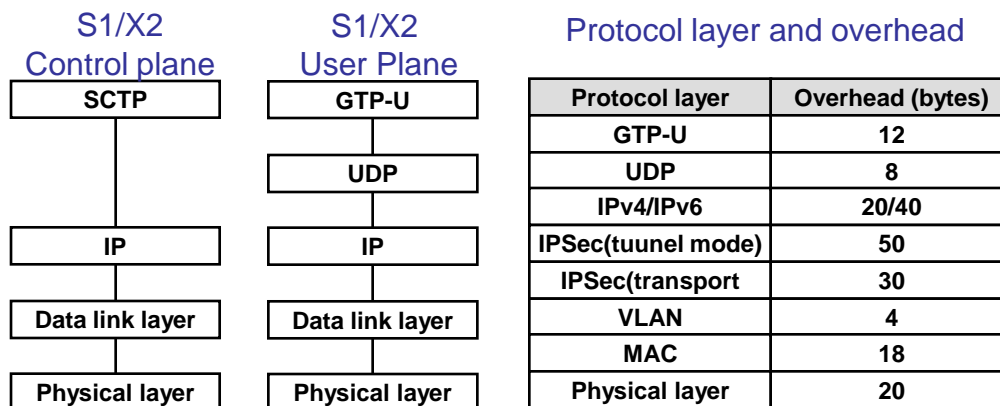 S1/X2
Control plane
SCTP
IP
Data link layer
Physical layer
S1/X2
User Plane
GTP-U
UDP
IP
Data link layer
Physical layer
Protocol layer and overhead
Protocol layer Overhead (bytes)
GTP-U 12
UDP 8
IPv4/IPv6 20/40
IPSec(tuunel mode) 50
IPSec(transport 30
VLAN 4
MAC 18
Physical layer 20